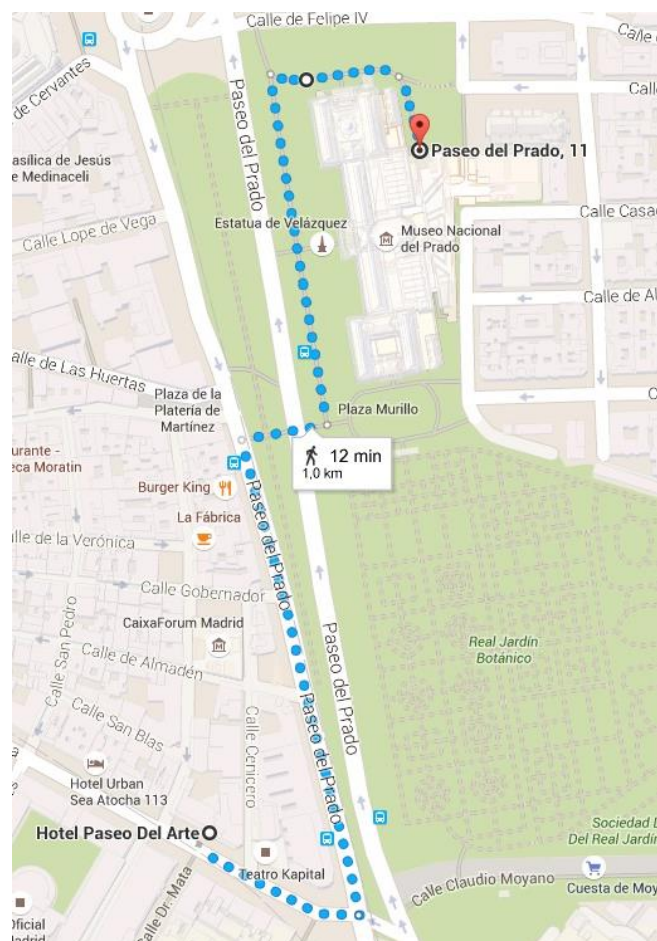 Calle de Felipe IV
Calle
de Cervantes
Paseo del Prado
Calle
Paseo del Prado, 11
asílica de Jesús
e Medinaceli
Calle Lope de Vega
Estatua de Velázquez
Museo Nacional
del Prado
Calle Casa
Calle de Al
alle de Las Huertas
Plaza de la
Platería de
Martínez
Plaza Murillo
C
12 min
1,0 km
urante -
eca Moratin
Burger King
La Fábrica
Paseo del Prado
lle de la Verónica
Calle Gobernador
CaixaForum Madrid
Calle San Pedro
Calle de Almadén
Real Jardín
Botánico
Paseo del Prado
Calle San Blas
Calle Cenicero
Paseo del Prado
Hotel Urban
Sea Atocha 113
Hotel Paseo Del Arte
Sociedad
Del Real Jardín
Teatro Kapital
Calle Claudio Moyano
Cuesta de Moy
Calle Dr. Mata
Oficial
adrid